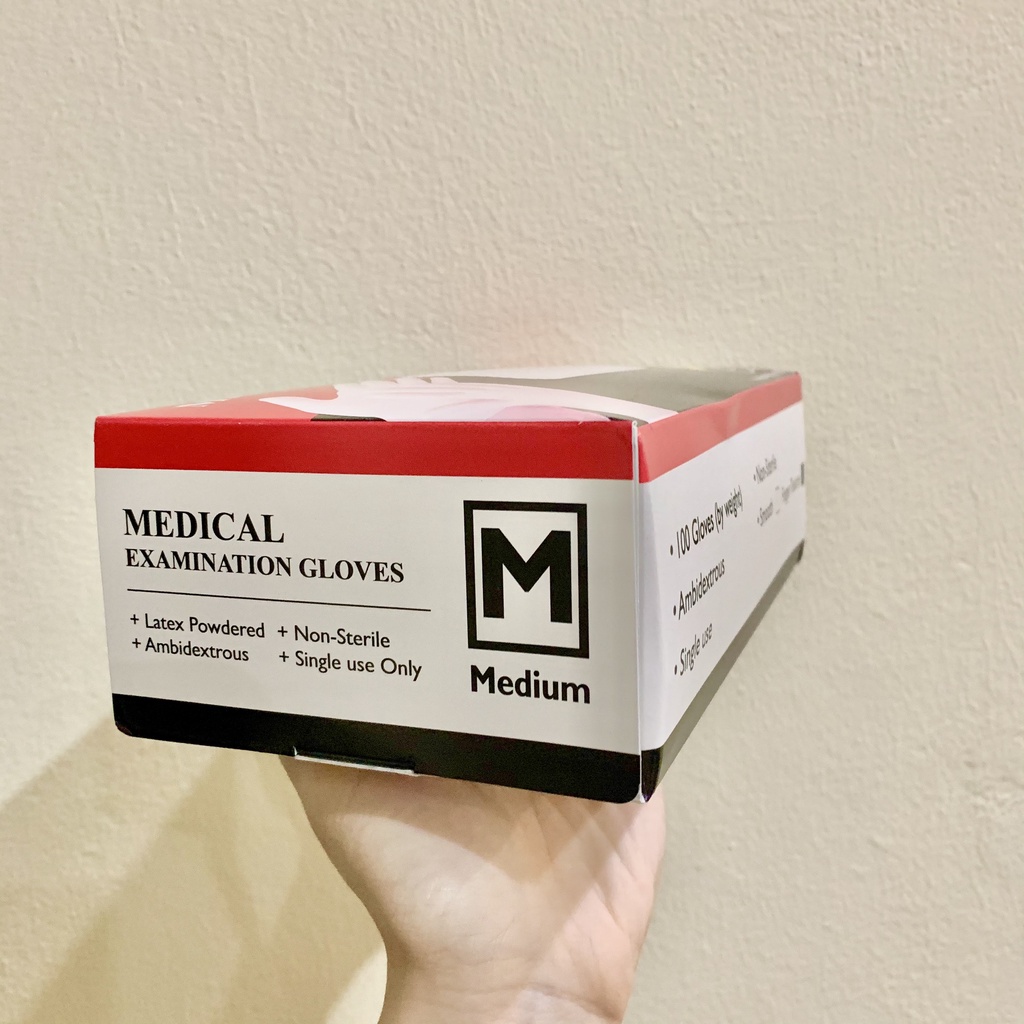 MEDICAL
EXAMINATION GLOVES
+ Latex Powdered + Non-Sterile
+ Ambidextrous + Single use Only
M
Medium
• 100 Gloves (by weight)
• Ambidextrous
• Single use
• Non-Sterile
• Smooth